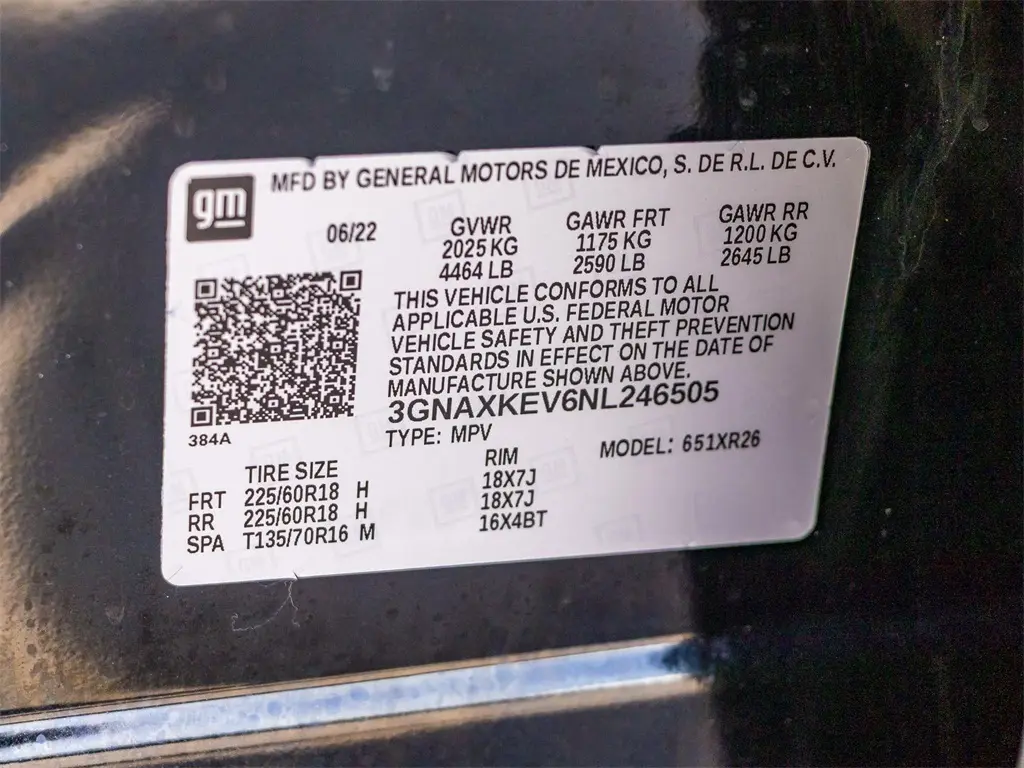 gm
MFD BY GENERAL MOTORS DE MEXICO, S. DE R.L. DE C.V.
06/22 GVWR GAWR FRT GAWR RR
2025 KG 1175 KG 1200 KG
4464 LB 2590 LB 2645 LB
THIS VEHICLE CONFORMS TO ALL
APPLICABLE U.S. FEDERAL MOTOR
VEHICLE SAFETY AND THEFT PREVENTION
STANDARDS IN EFFECT ON THE DATE OF
MANUFACTURE SHOWN ABOVE.
3GNAXKEV6NL246505
384A
TYPE: MPV MODEL: 651XR26
TIRE SIZE RIM
FRT 225/60R18 H 18X7J
RR 225/60R18 H 18X7J
SPA T135/70R16 M 16X4BT